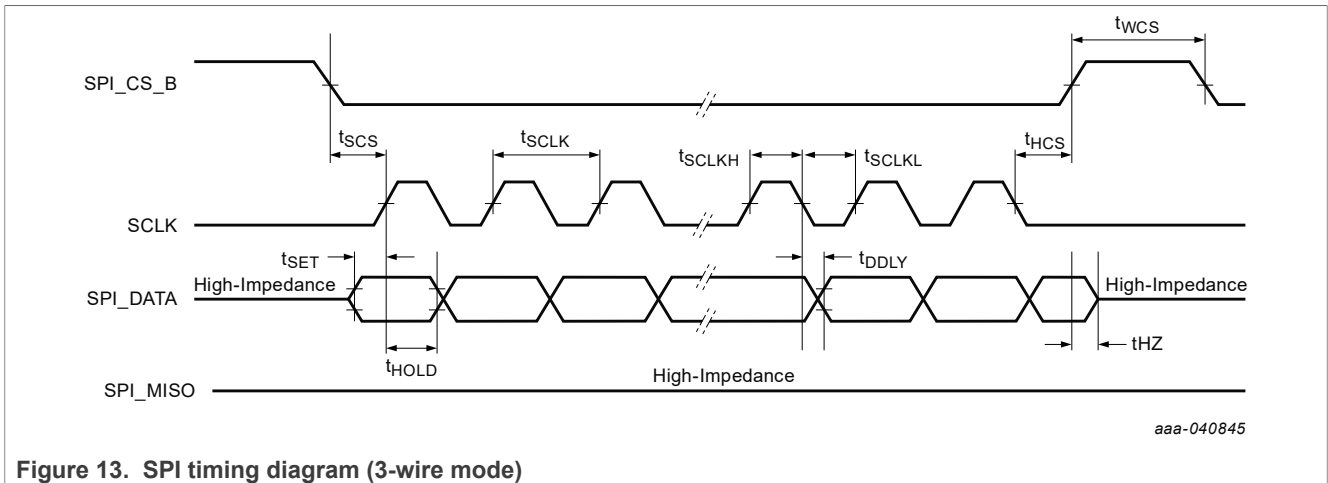 tWCS
SPI_CS_B
tSCS
tSCLK
tSCLKH
tSCLKL
tHCS
SCLK
tSET
tDDLY
High-Impedance
High-Impedance
SPI_DATA
tHZ
tHOLD
High-Impedance
SPI_MISO
aaa-040845
Figure 13. SPI timing diagram (3-wire mode)